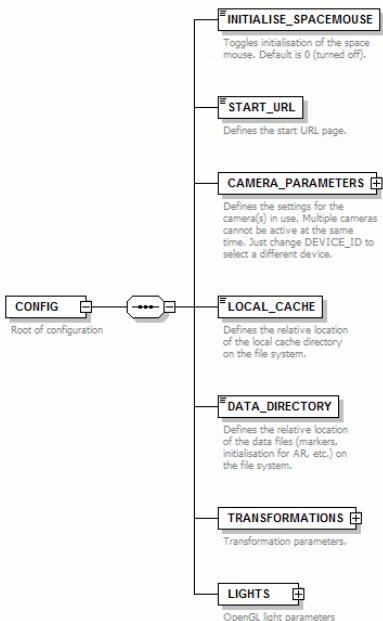 INITIALISE_SPACEMOUSE
Toggles initialisation of the space
mouse. Default is 0 (turned off).
START_URL
Defines the start URL page.
CAMERA_PARAMETERS
Defines the settings for the
camera(s) in use. Multiple cameras
cannot be active at the same
time. Just change DEVICE_ID to
select a different device.
CONFIG
Root of configuration
LOCAL_CACHE
Defines the relative location
of the local cache directory
on the file system.
DATA_DIRECTORY
Defines the relative location
of the data files (markers,
initialisation for AR, etc.) on
the file system.
TRANSFORMATIONS
Transformation parameters.
LIGHTS
OpenGL light parameters